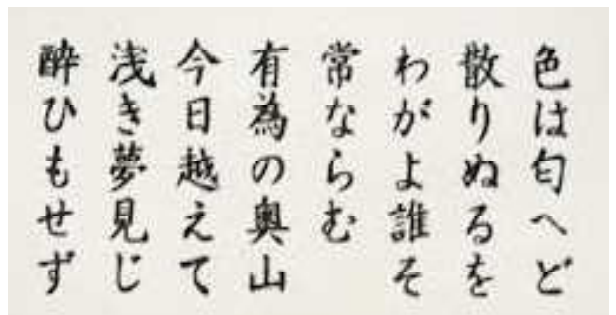 色は匂へど
散りぬるを
わがよ誰そ
常ならむ
有為の奥山
今日越えて
浅き夢見じ
酔ひもせず